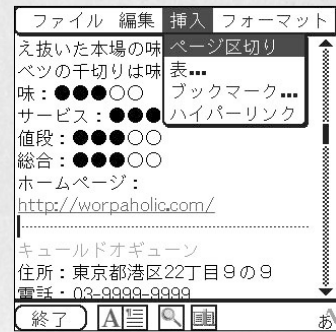 ファイル 編集 挿入 フォーマット
え抜いた本場の味
ページ区切り
ベツの千切りは味
表...
味：●●●○○
ブックマーク...
サービス：●●●
ハイパーリンク
値段：●●●○○
総合：●●●○○
ホームページ：
http://worpaholic.com/
キュールドオギューン
住所：東京都港区22丁目９の９
電話：03-9999-9999
終了
あ